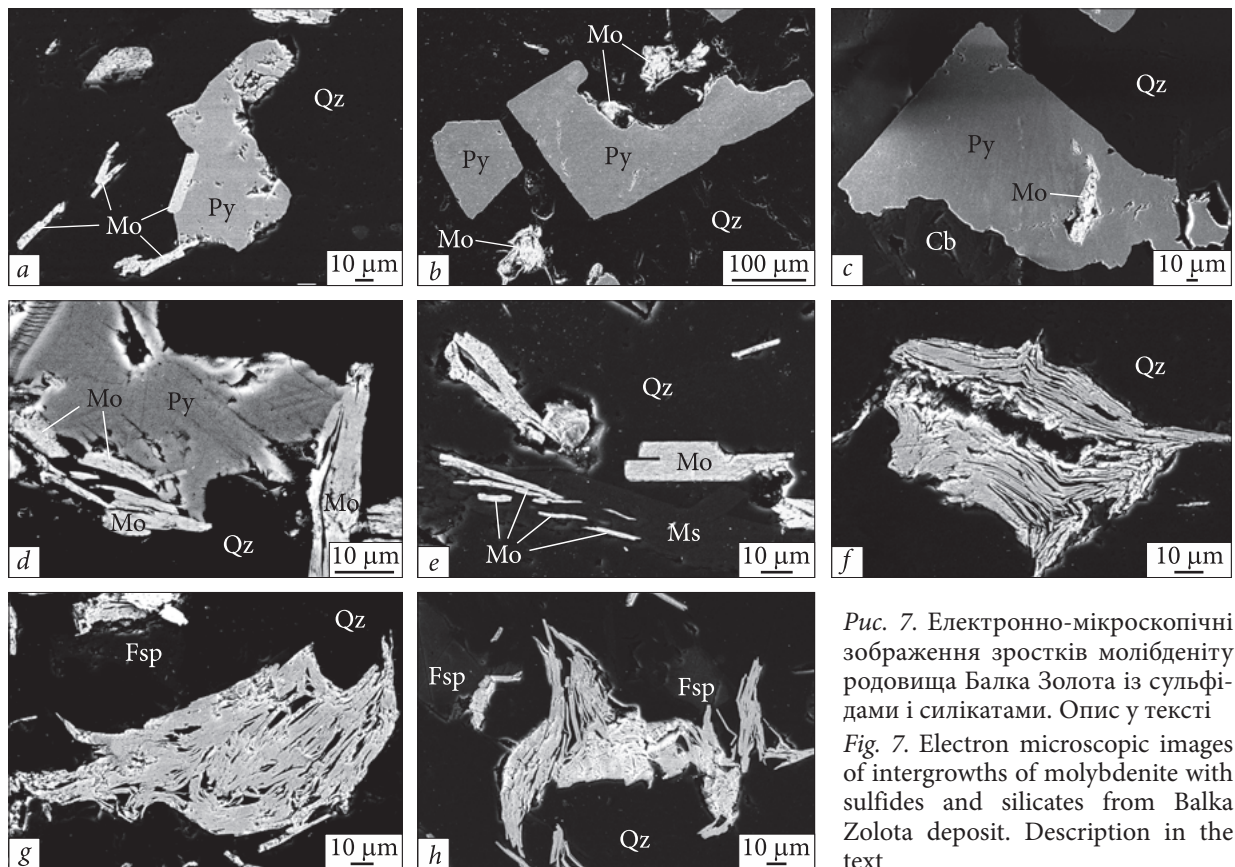 Qz
Mo
Py
a
10 µm
Mo
Py
Py
Mo
Qz
b
100 µm
Qz
Py
Mo
Cb
c
10 µm
Mo
Py
Mo
Mo
Qz
d
10 µm
Qz
Mo
Mo
Ms
e
10 µm
Qz
f
10 µm
Qz
Fsp
g
10 µm
Fsp
Fsp
Qz
h
10 µm
Рис. 7. Електронно-мікроскопічні
зображення зростків молібденіту
родовища Балка Золота із сульфі-
дами і силікатами. Опис у тексті
Fig. 7. Electron microscopic images
of intergrowths of molybdenite with
sulfides and silicates from Balka
Zolota deposit. Description in the
text